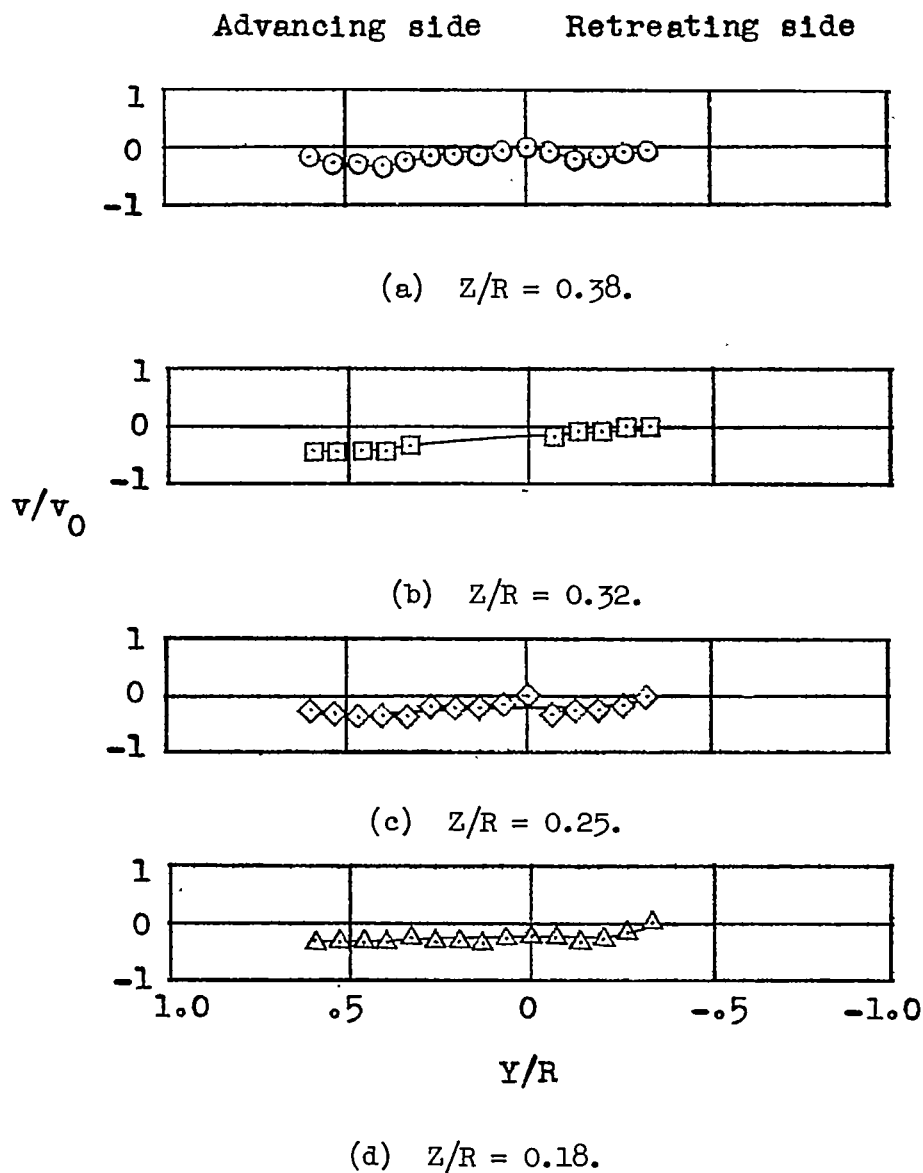 Advancing side Retreating side
1
0
-1
(a) Z/R = 0.38.
1
0
-1
v/v0
(b) Z/R = 0.32.
1
0
-1
(c) Z/R = 0.25.
1
0
-1
1.0 .5 0 -.5 -1.0
Y/R
(d) Z/R = 0.18.